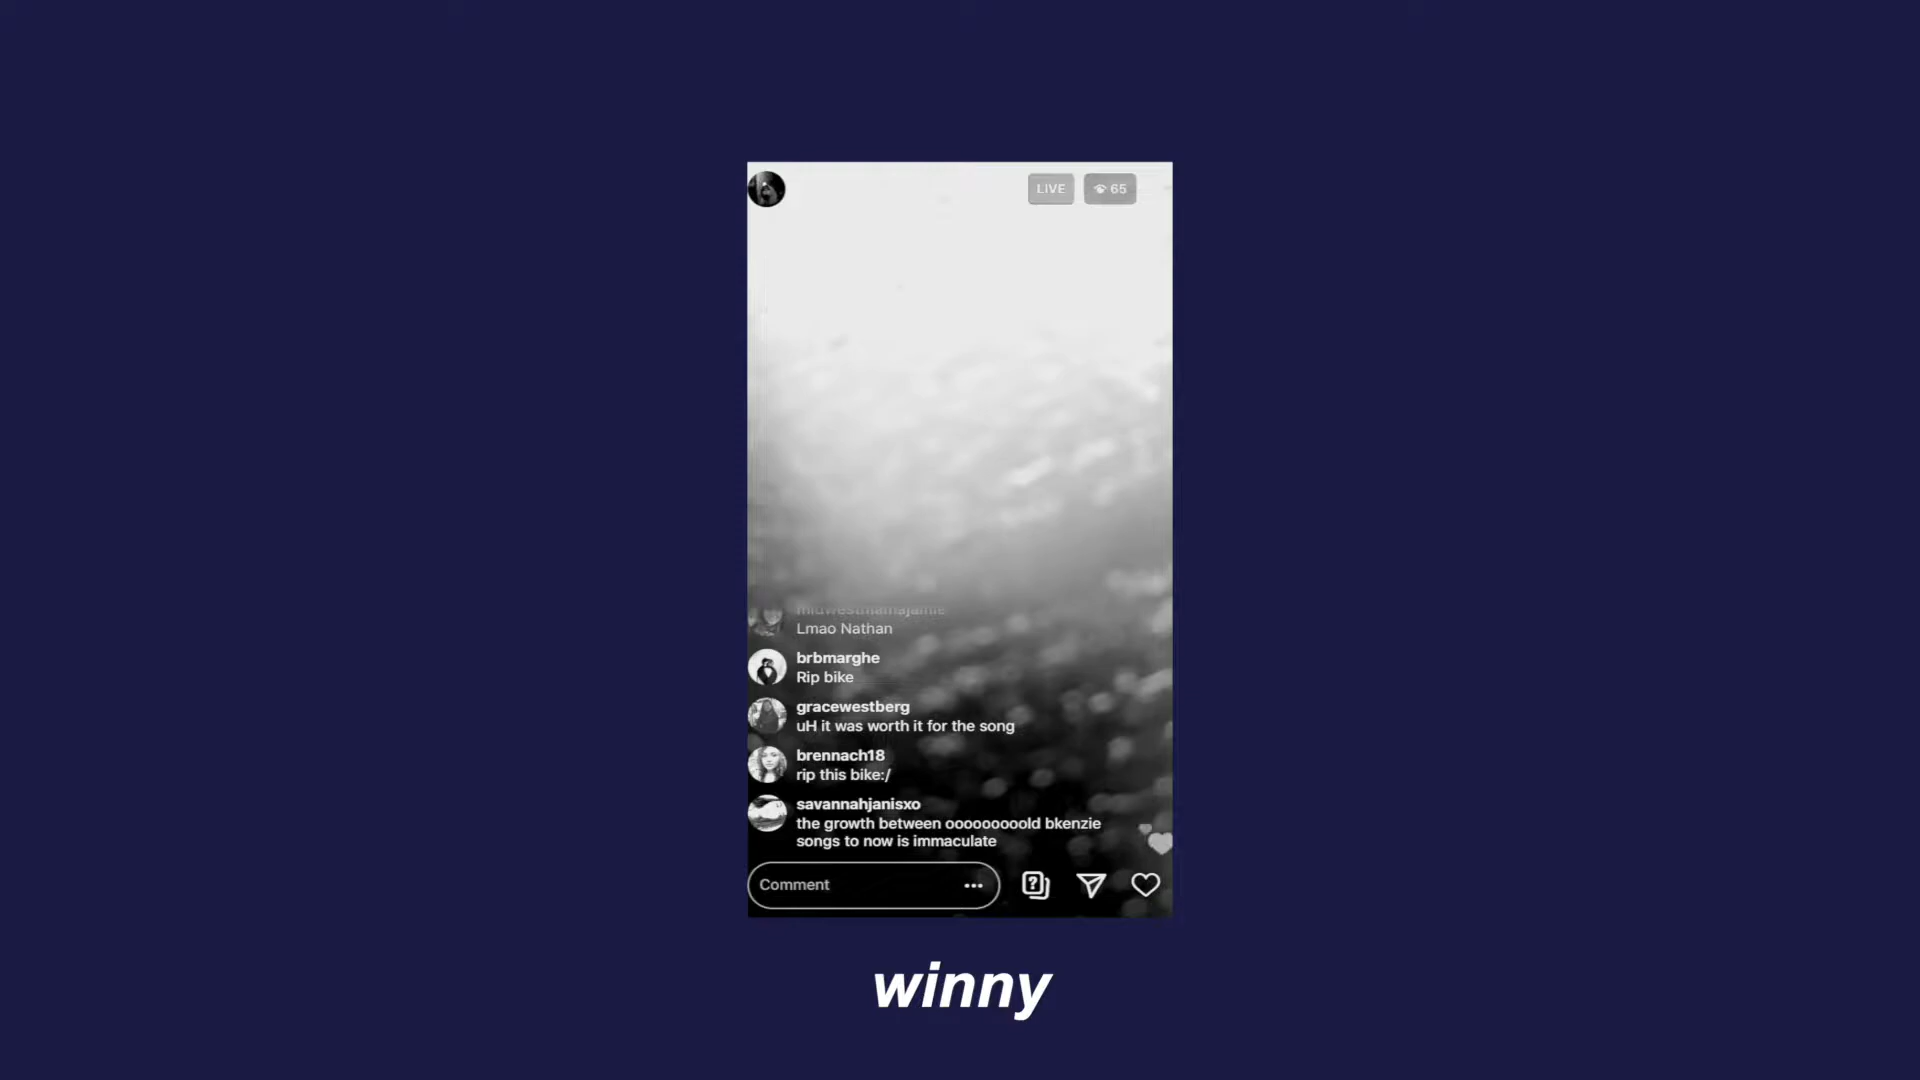 LIVE 65
midwestmamajamie
Lmao Nathan
brbmarghe
Rip bike
gracewestberg
uH it was worth it for the song
brennach18
rip this bike:/
savannahjanisxo
the growth between ooooooooold bkenzie
songs to now is immaculate
Comment
winny